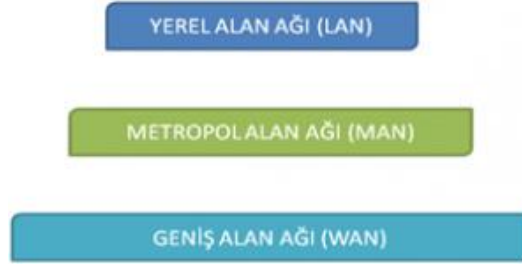 YEREL ALAN AĞI (LAN)
METROPOL ALAN AĞI (MAN)
GENİŞ ALAN AĞI (WAN)